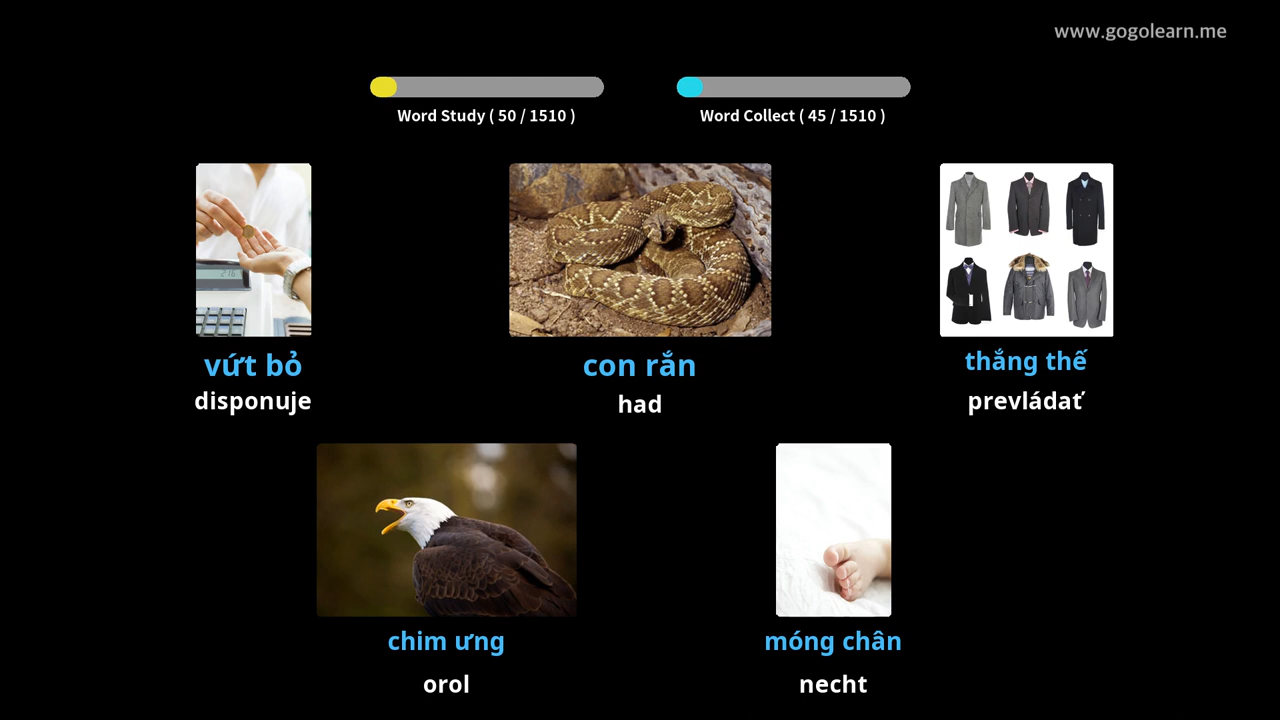 www.gogolearn.me
Word Study ( 50 / 1510 )
Word Collect ( 45 / 1510 )
vứt bỏ
disponuje
con rắn
had
thắng thế
prevládať
chim ưng
orol
móng chân
necht